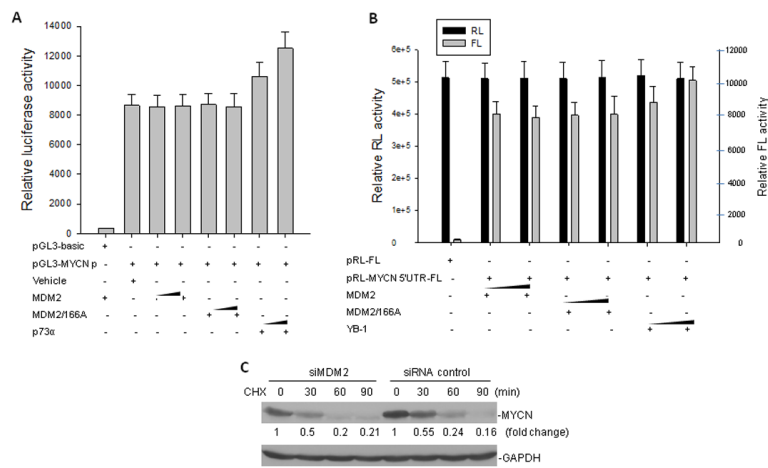 A
Relative luciferase activity
14000
12000
10000
8000
6000
4000
2000
0
pGL3-basic + - - - - - - -
pGL3-MYCN p - + + + + + + +
Vehicle - + - - - - - -
MDM2 + - + - - - -
MDM2/166A - - - - + + - -
p73α - - - - - - + +
B
RL
FL
Relative RL activity
6e+5
5e+5
4e+5
3e+5
2e+5
1e+5
0
Relative FL activity
12000
10000
8000
4000
2000
0
pRL-FL + - - - - - -
pRL-MYCN 5'UTR-FL - + + + + + +
MDM2 - + + - - - -
MDM2/166A - - - + + - -
YB-1 - - - - - + +
C
siMDM2 siRNA control
CHX 0 30 60 90 0 30 60 90 (min)
-MYCN
1 0.5 0.2 0.21 1 0.55 0.24 0.16 (fold change)
-GAPDH